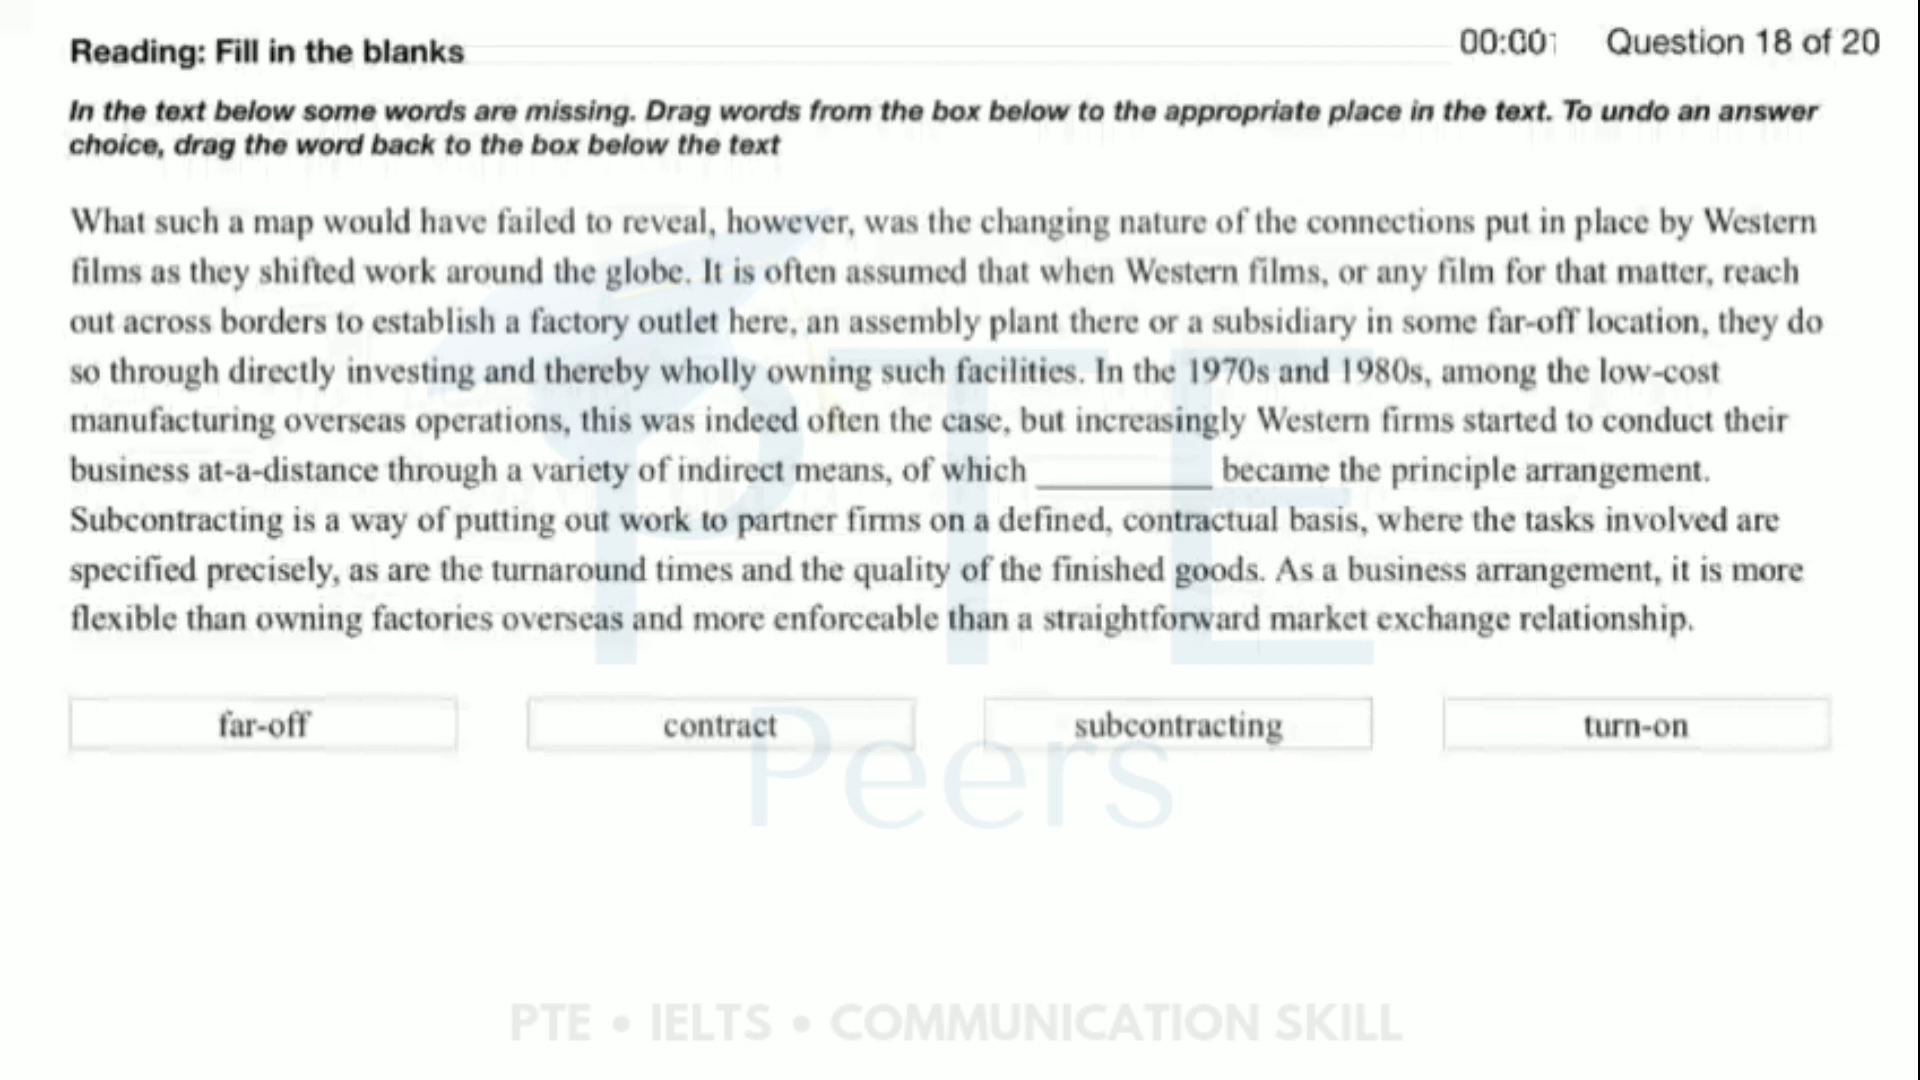 Reading: Fill in the blanks
00:00 Question 18 of 20
In the text below some words are missing. Drag words from the box below to the appropriate place in the text. To undo an answer
choice, drag the word back to the box below the text
What such a map would have failed to reveal, however, was the changing nature of the connections put in place by Western
films as they shifted work around the globe. It is often assumed that when Western films, or any film for that matter, reach
out across borders to establish a factory outlet here, an assembly plant there or a subsidiary in some far-off location, they do
so through directly investing and thereby wholly owning such facilities. In the 1970s and 1980s, among the low-cost
manufacturing overseas operations, this was indeed often the case, but increasingly Western firms started to conduct their
business at-a-distance through a variety of indirect means, of which ___________ became the principle arrangement.
Subcontracting is a way of putting out work to partner firms on a defined, contractual basis, where the tasks involved are
specified precisely, as are the turnaround times and the quality of the finished goods. As a business arrangement, it is more
flexible than owning factories overseas and more enforceable than a straightforward market exchange relationship.
far-off contract subcontracting turn-on
PTE
Peers
PTE • IELTS • COMMUNICATION SKILL